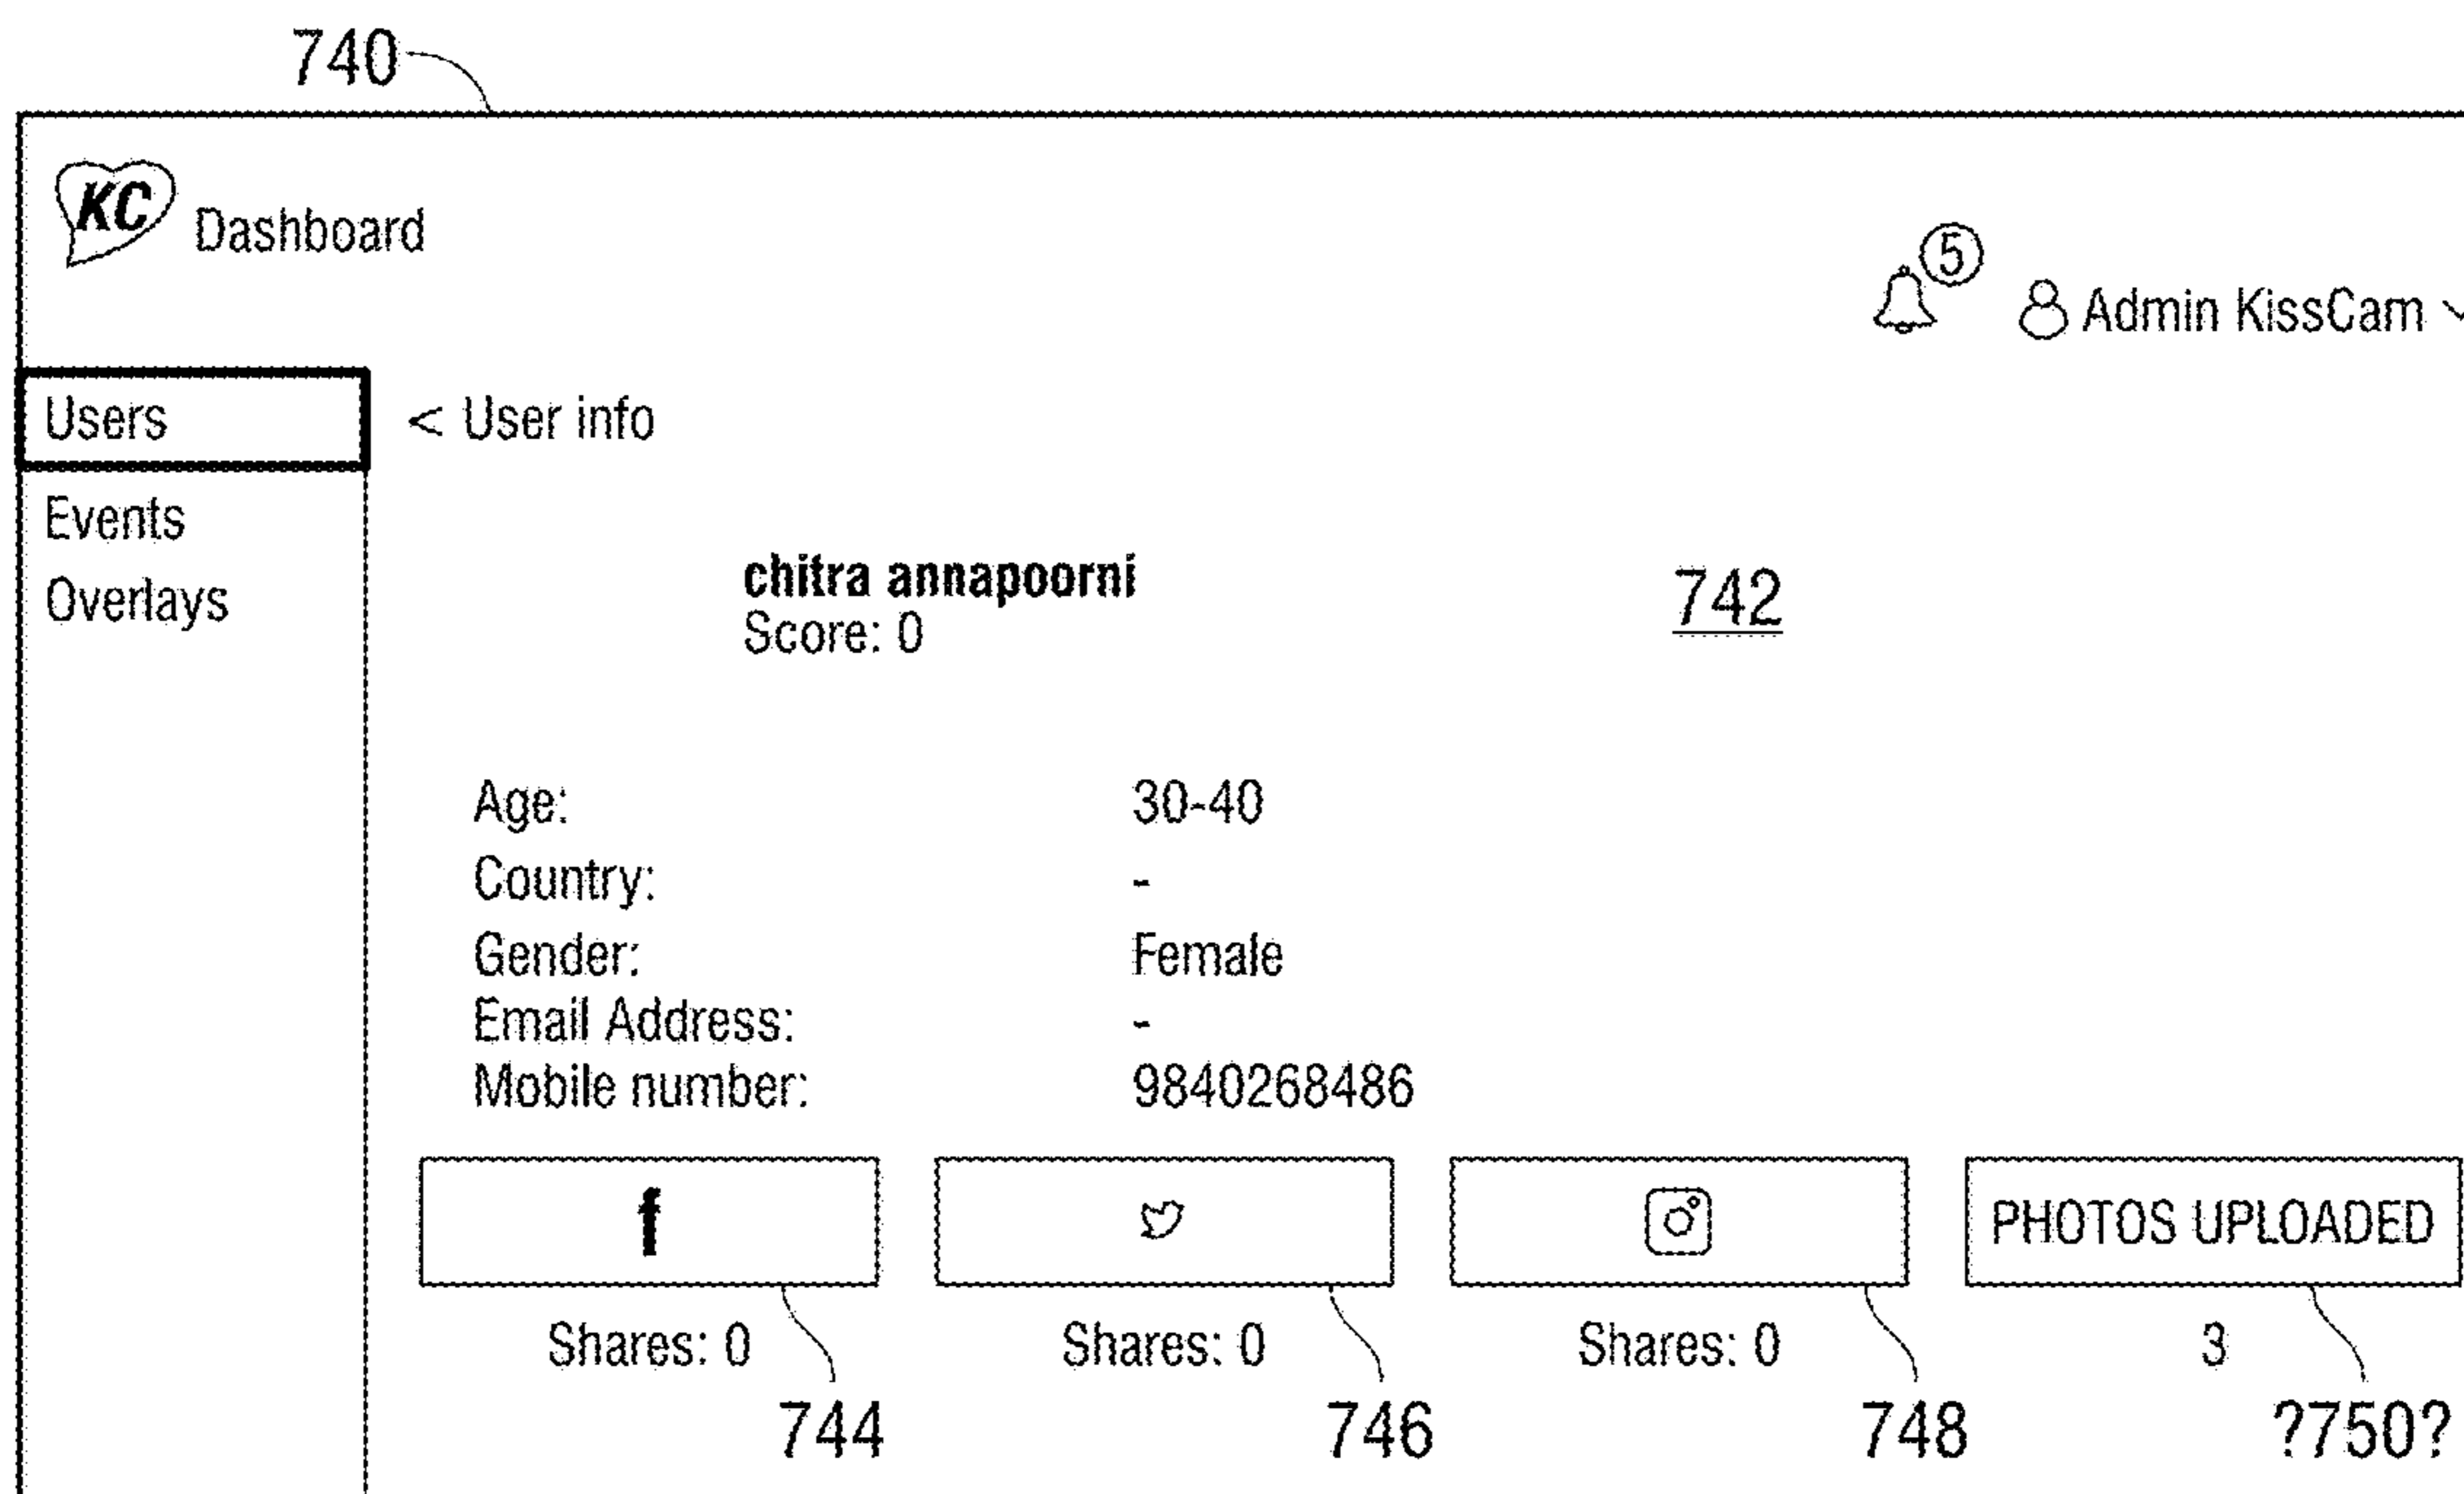 740
KC Dashboard
5
Admin KissCam
Users
< User info
Events
Overlays
chitra annapoorni
Score: 0
742
Age: 30-40
Country: -
Gender: Female
Email Address: -
Mobile number: 9840268486
f PHOTOS UPLOADED
Shares: 0 Shares: 0 Shares: 0 3
744 746 748 ?750?